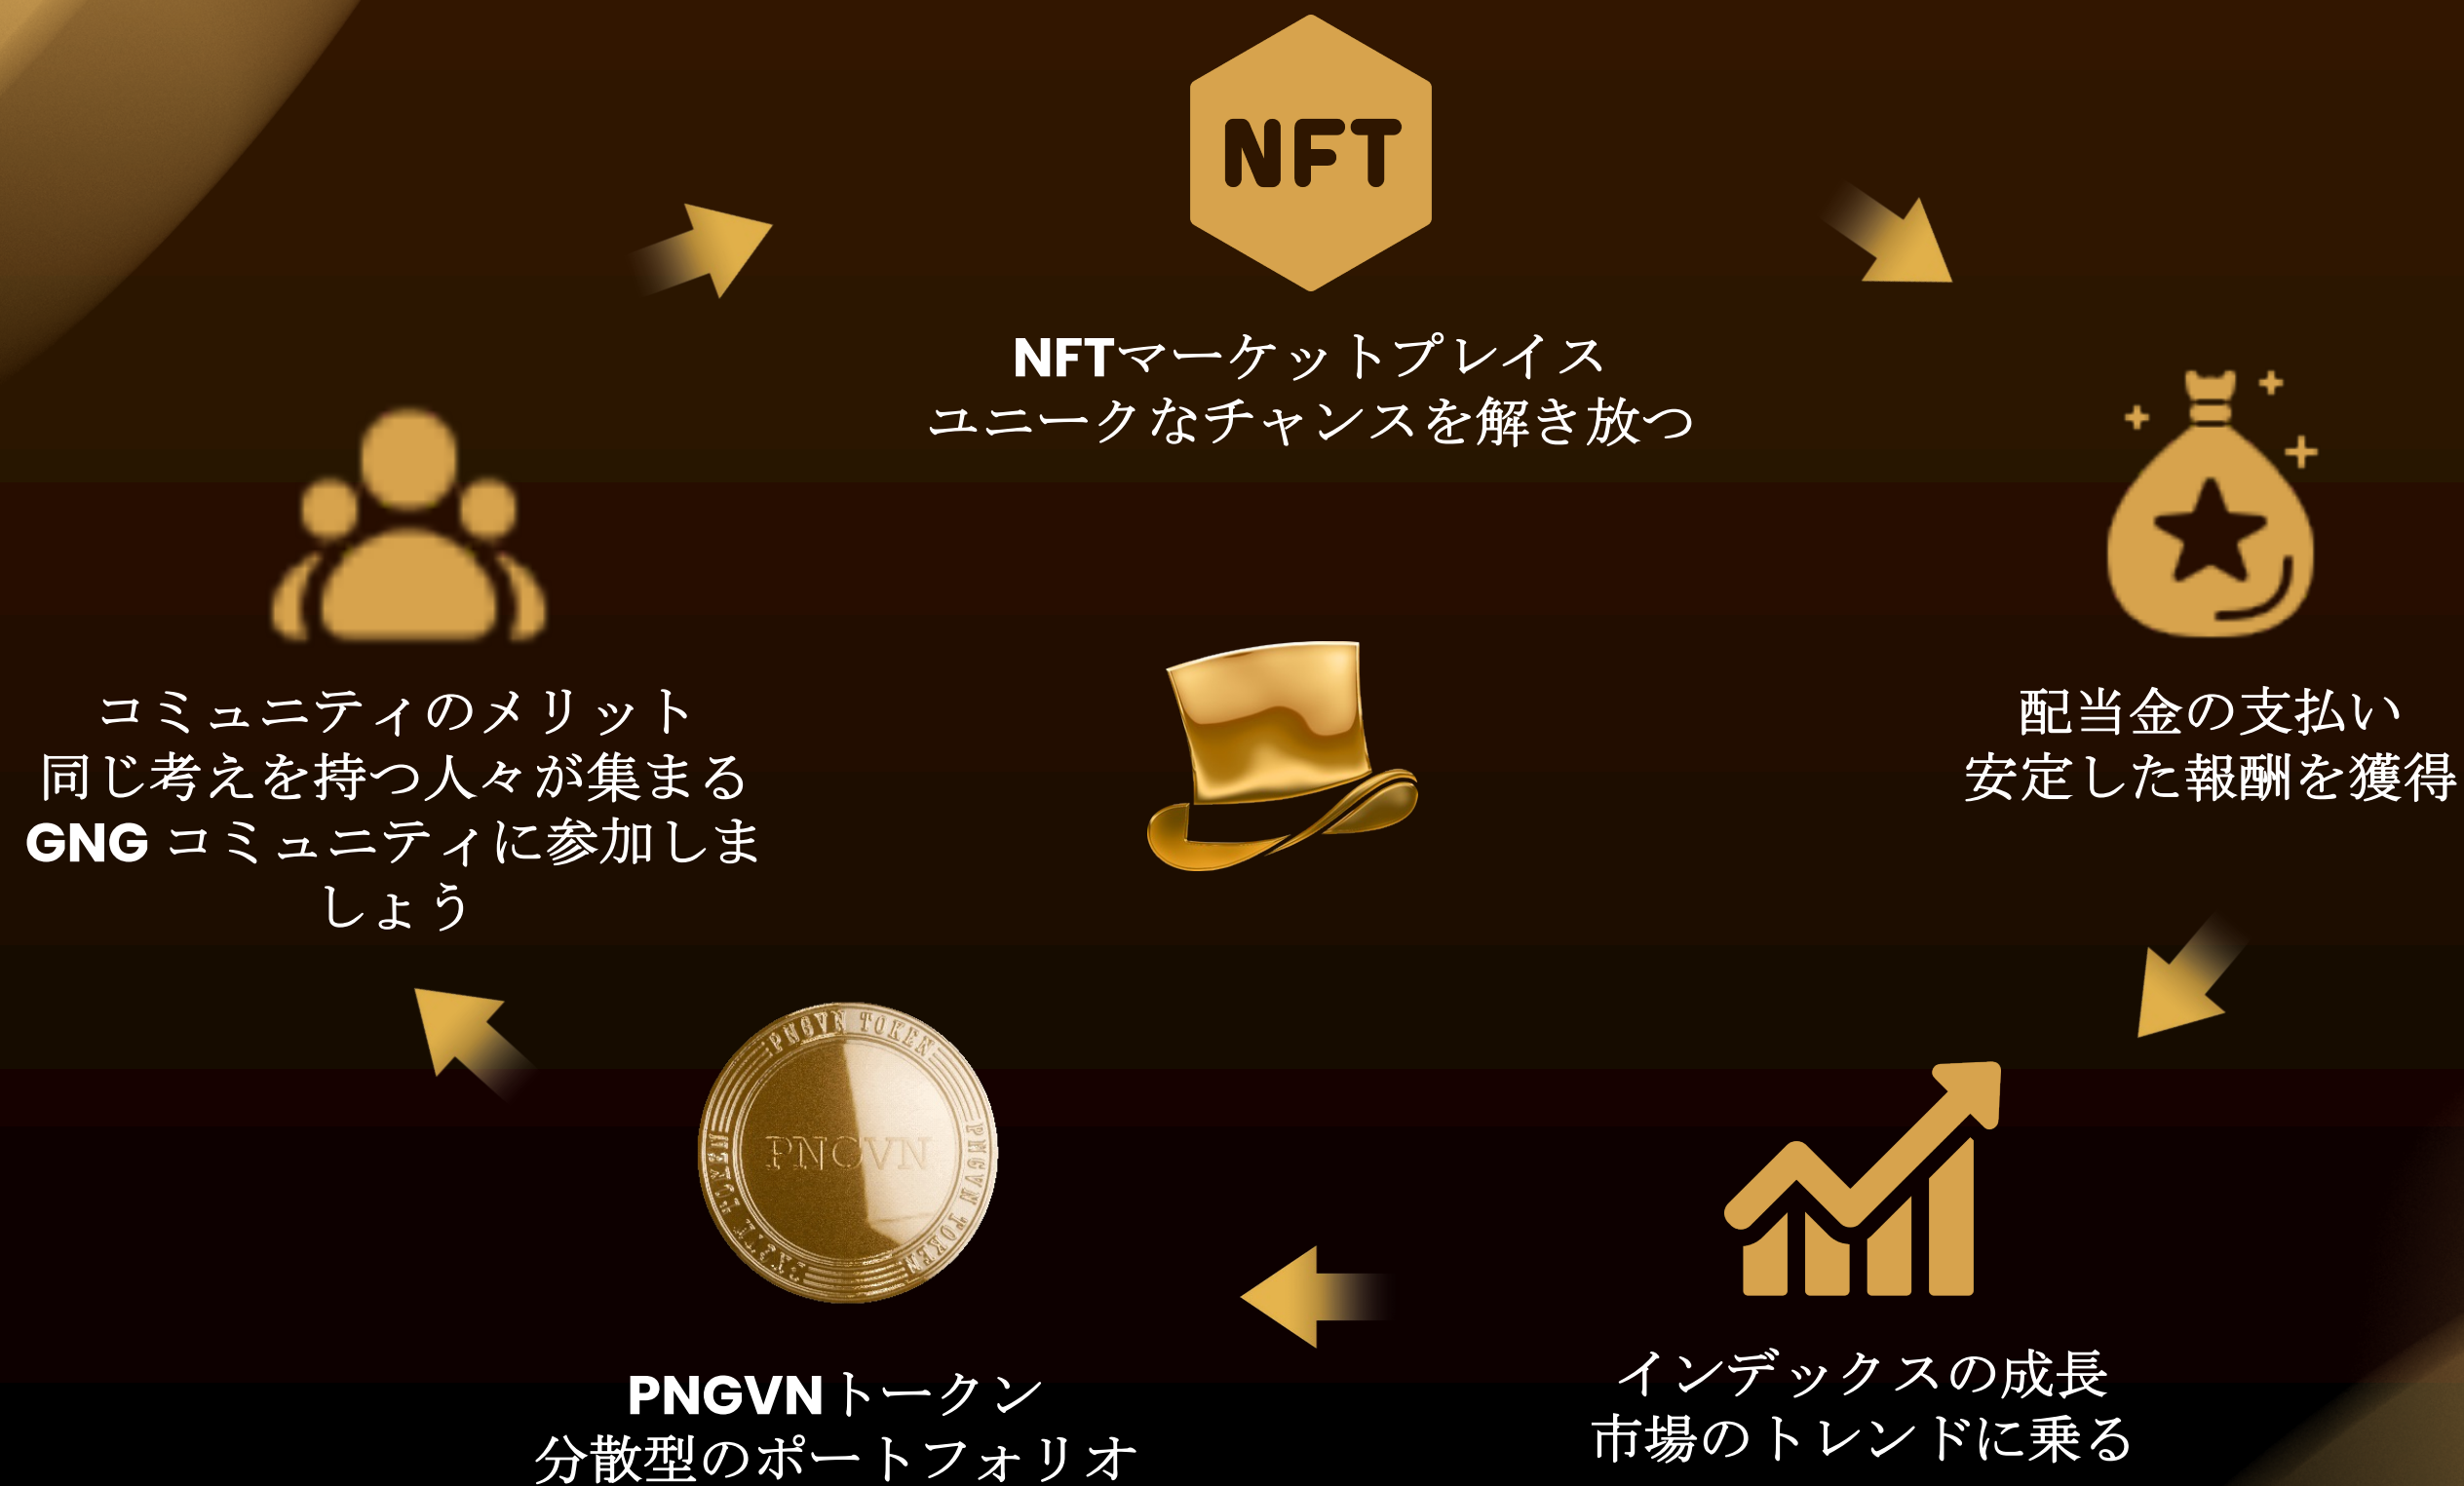 NFT
NFTマーケットプレイス
ユニークなチャンスを解き放つ
配当金の支払い
安定した報酬を獲得
インデックスの成長
市場のトレンドに乗る
PNGVN TOKEN
PNGVN TOKEN
PNGVN
PNGVN トークン
分散型のポートフォリオ
コミュニティのメリット
同じ考えを持つ人々が集まる
GNG コミュニティに参加しま
しょう